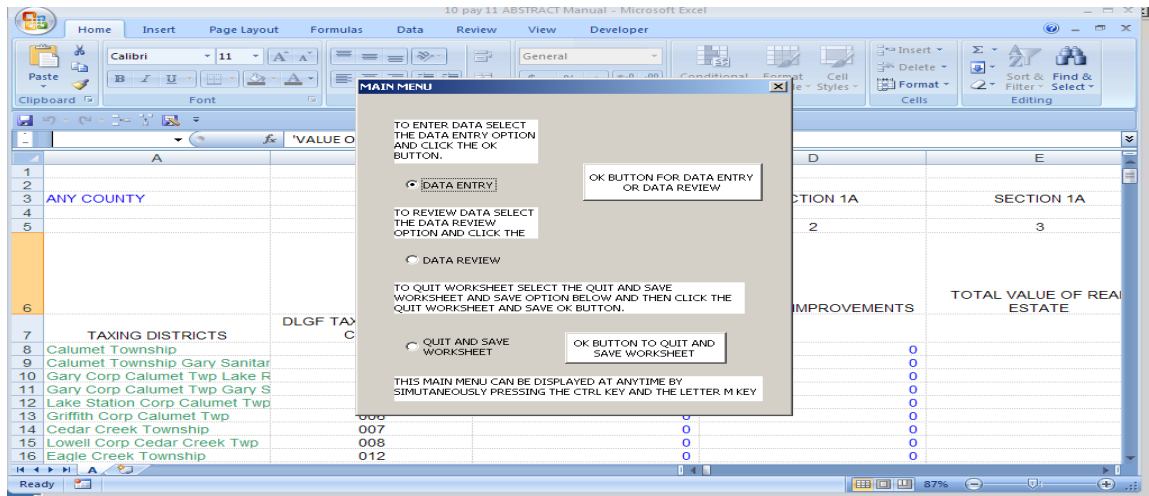 10 pay 11 ABSTRACT Manual - Microsoft Excel
Home Insert Page Layout Formulas Data Review View Developer
Calibri 11 General Insert
Paste B I U Conditional Format Cell Delete Sort & Find &
Styles Format Filter Select
Clipboard Font Cells Editing
'VALUE O
MAIN MENU
TO ENTER DATA SELECT
THE DATA ENTRY OPTION
AND CLICK THE OK
BUTTON.
DATA ENTRY
OK BUTTON FOR DATA ENTRY
OR DATA REVIEW
TO REVIEW DATA SELECT
THE DATA REVIEW
OPTION AND CLICK THE
DATA REVIEW
TO QUIT WORKSHEET SELECT THE QUIT AND SAVE
WORKSHEET AND SAVE OPTION BELOW AND THEN CLICK THE
QUIT WORKSHEET AND SAVE OK BUTTON.
QUIT AND SAVE
WORKSHEET
OK BUTTON TO QUIT AND
SAVE WORKSHEET
THIS MAIN MENU CAN BE DISPLAYED AT ANYTIME BY
SIMUTANEOUSLY PRESSING THE CTRL KEY AND THE LETTER M KEY
A D E
1
2
3 ANY COUNTY CTION 1A SECTION 1A
4
5 2 3
6 IMPROVEMENTS TOTAL VALUE OF REAL
ESTATE
7 TAXING DISTRICTS DLGF TAX
8 Calumet Township 0
9 Calumet Township Gary Sanitar 0
10 Gary Corp Calumet Twp Lake R 0
11 Gary Corp Calumet Twp Gary S 0
12 Lake Station Corp Calumet Twp 0
13 Griffith Corp Calumet Twp 006 0 0
14 Cedar Creek Township 007 0 0
15 Lowell Corp Cedar Creek Twp 008 0 0
16 Eagle Creek Township 012 0 0
A
Ready 87%